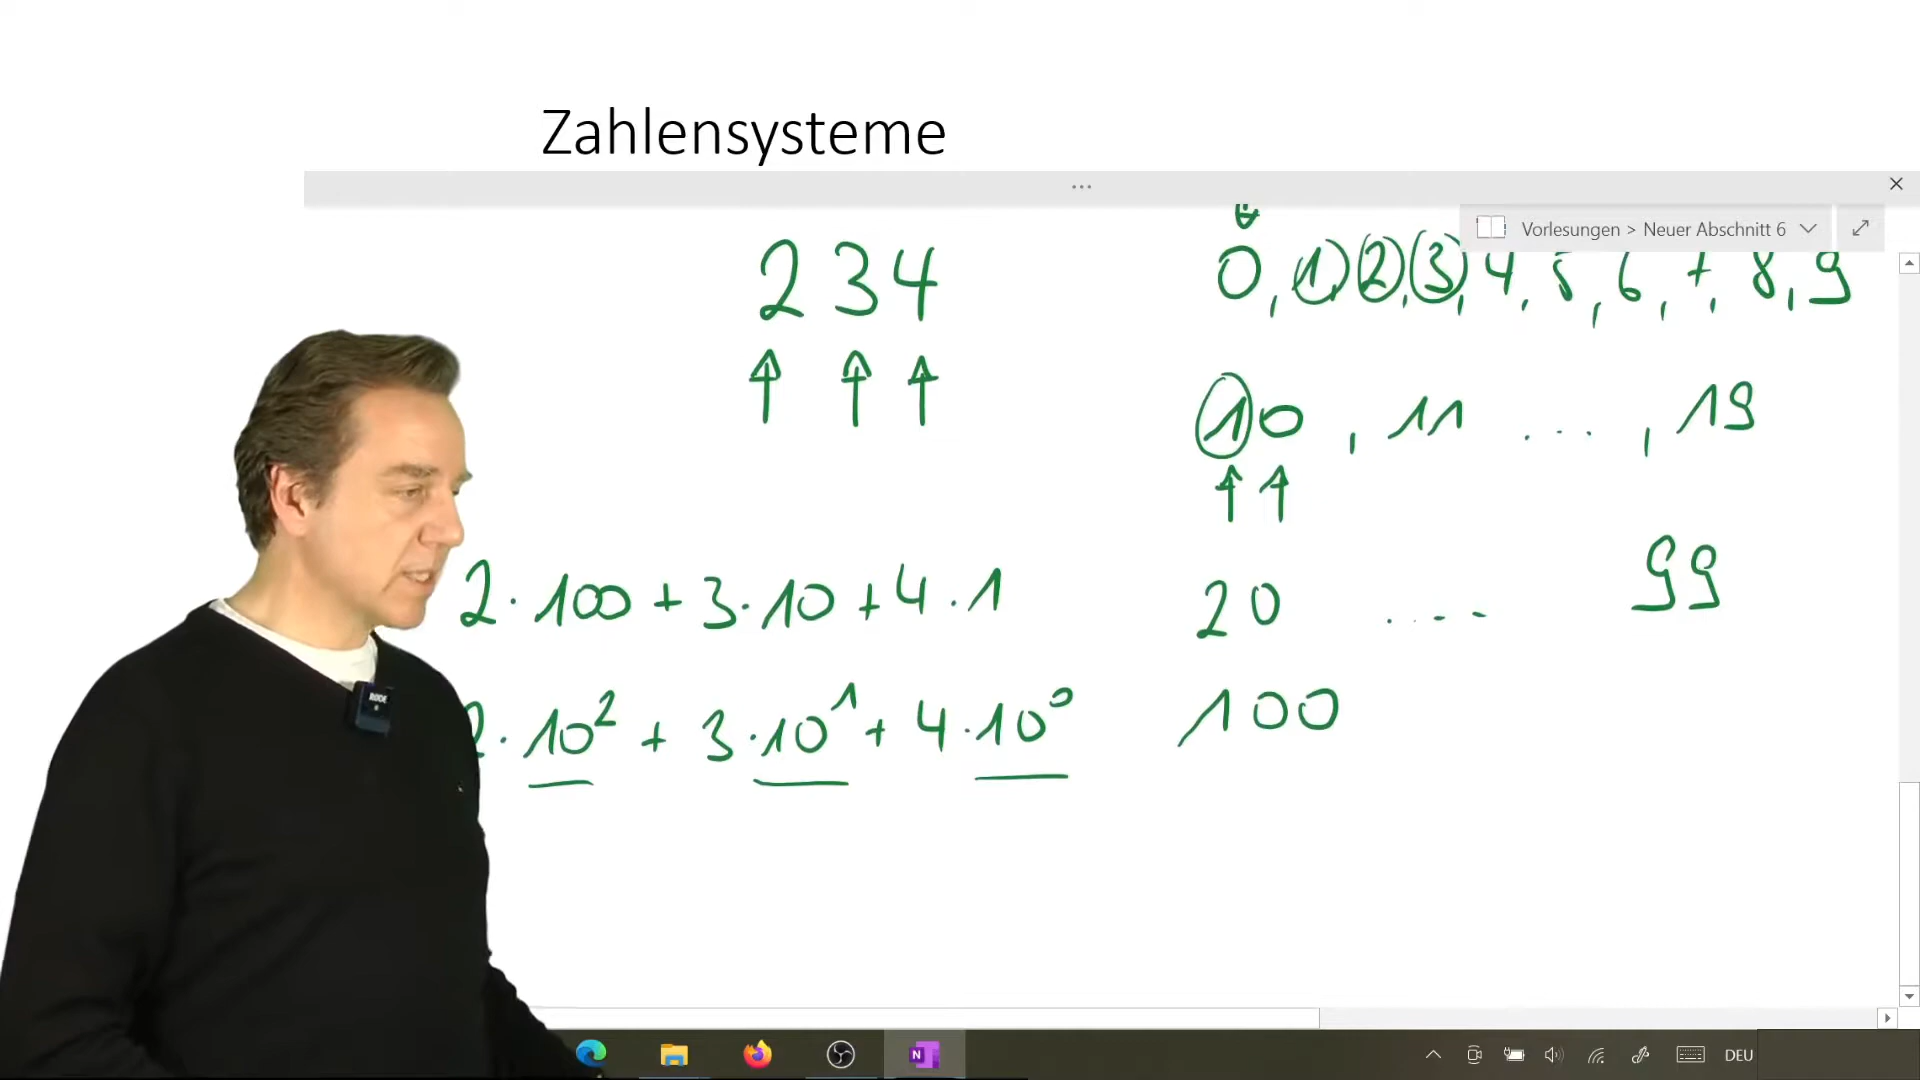 Zahlensysteme
...
Vorlesungen > Neuer Abschnitt 6
234
0, 1, 2, 3, 4, 5, 6, 7, 8, 9
10, 11 ..., 19
2·100+3·10+4·1
20 .... 99
2·10² + 3·10¹ + 4·10⁰
100
RØDE
N
DEU